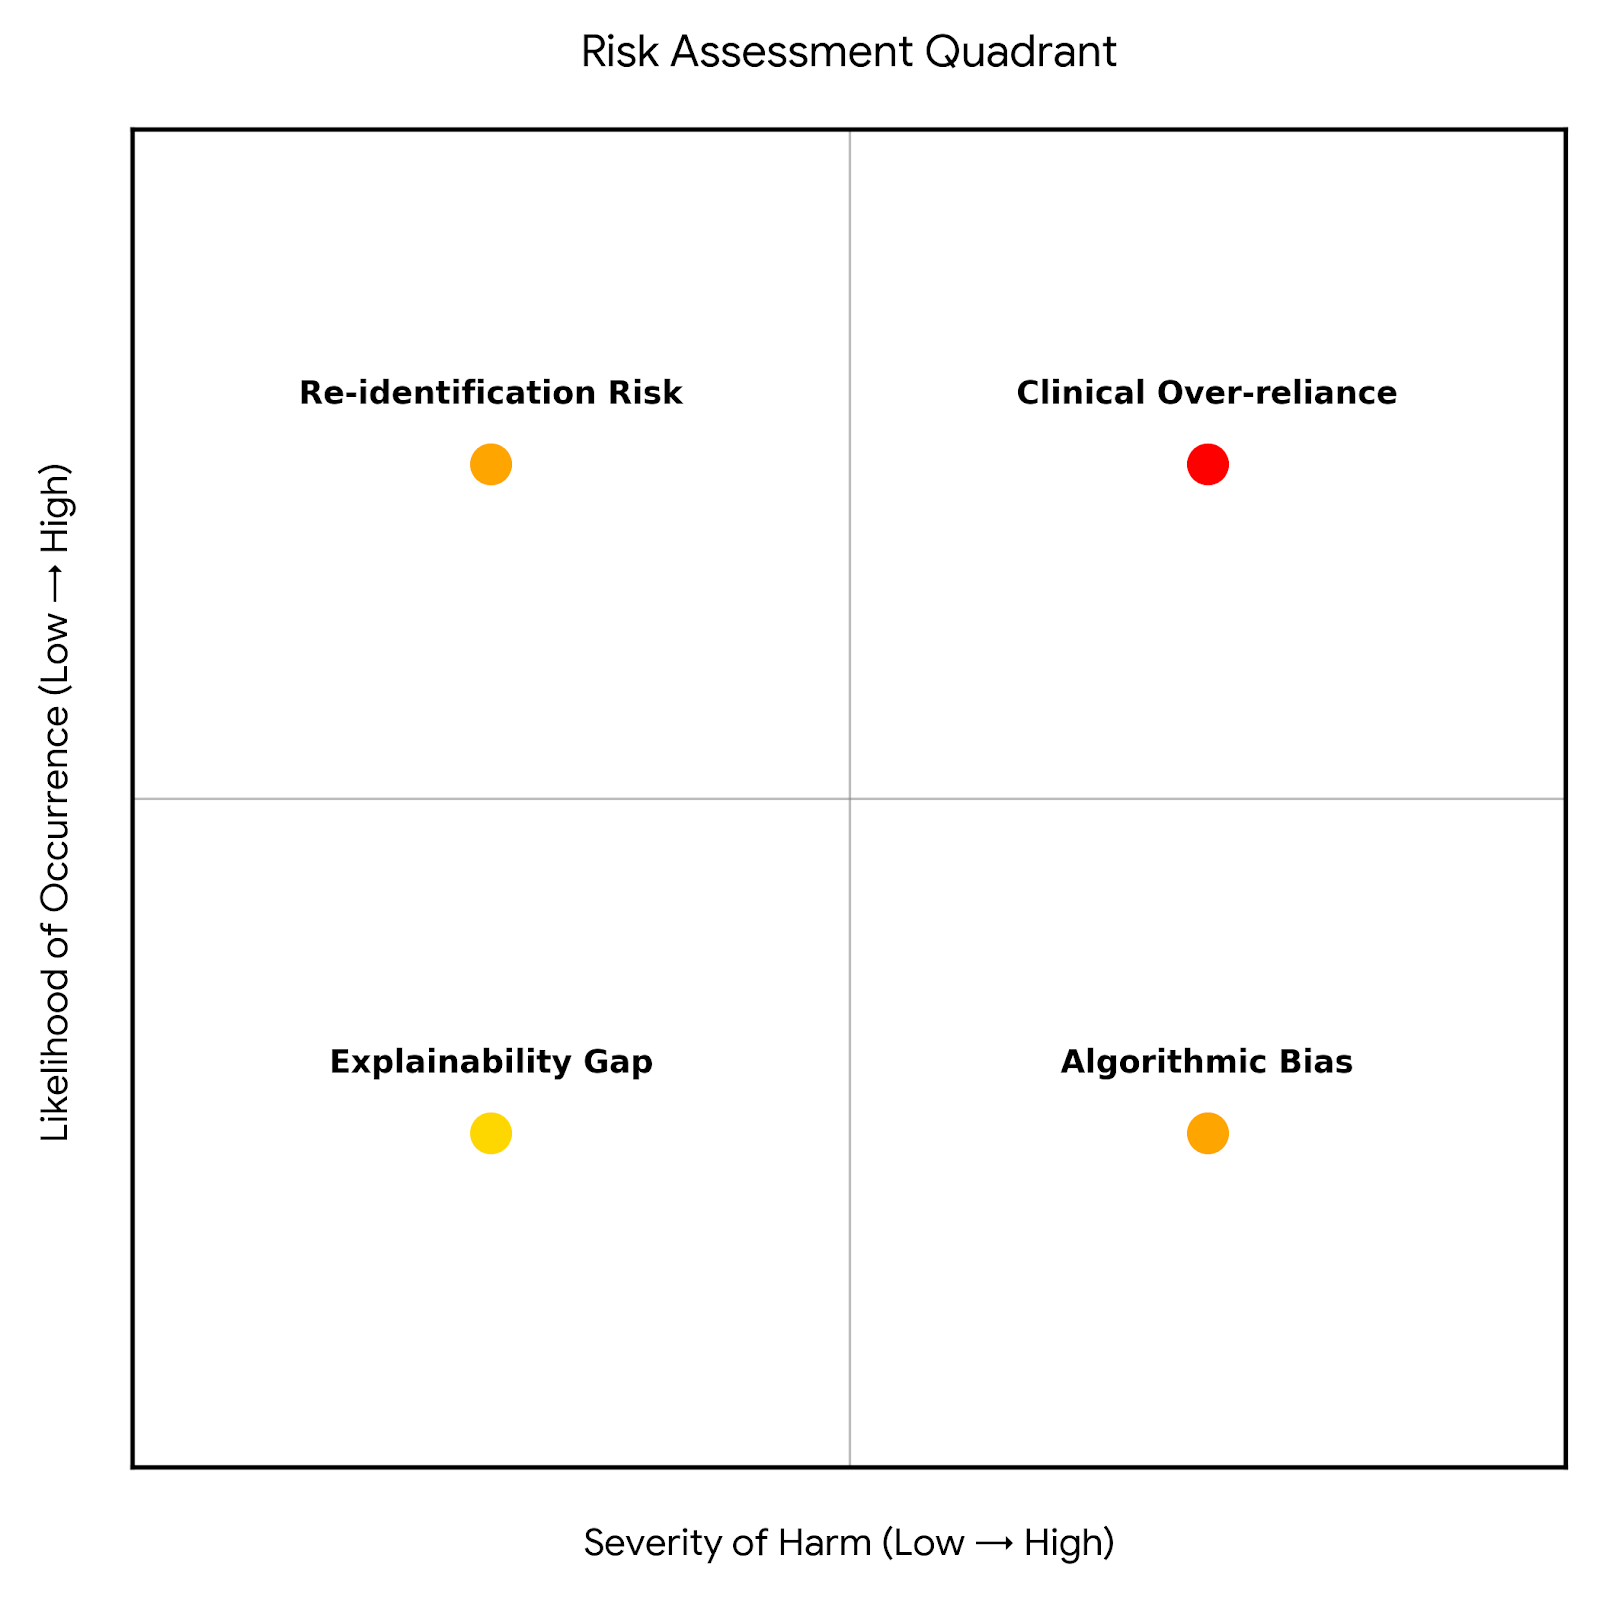 Risk Assessment Quadrant
Re-identification Risk
Clinical Over-reliance
Likelihood of Occurrence (Low → High)
Explainability Gap
Algorithmic Bias
Severity of Harm (Low → High)